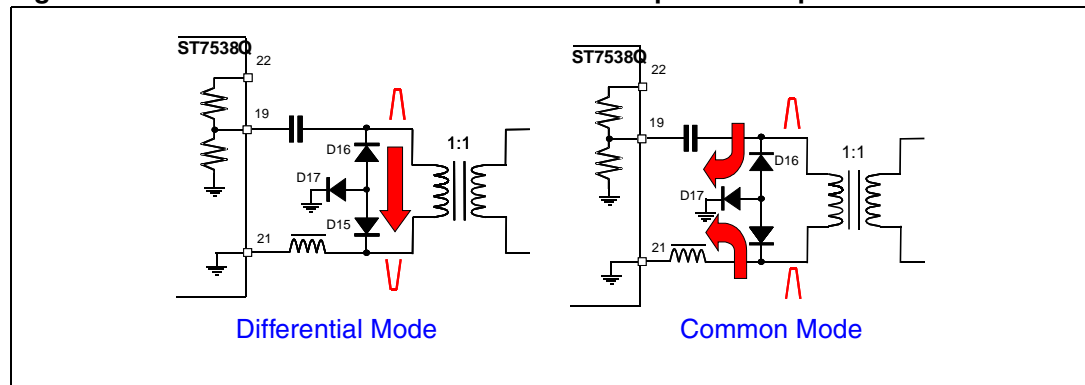 ST7538Q
22
19
D16
1:1
D17
D15
21
Differential Mode
ST7538Q
22
19
D16
1:1
D17
21
Common Mode